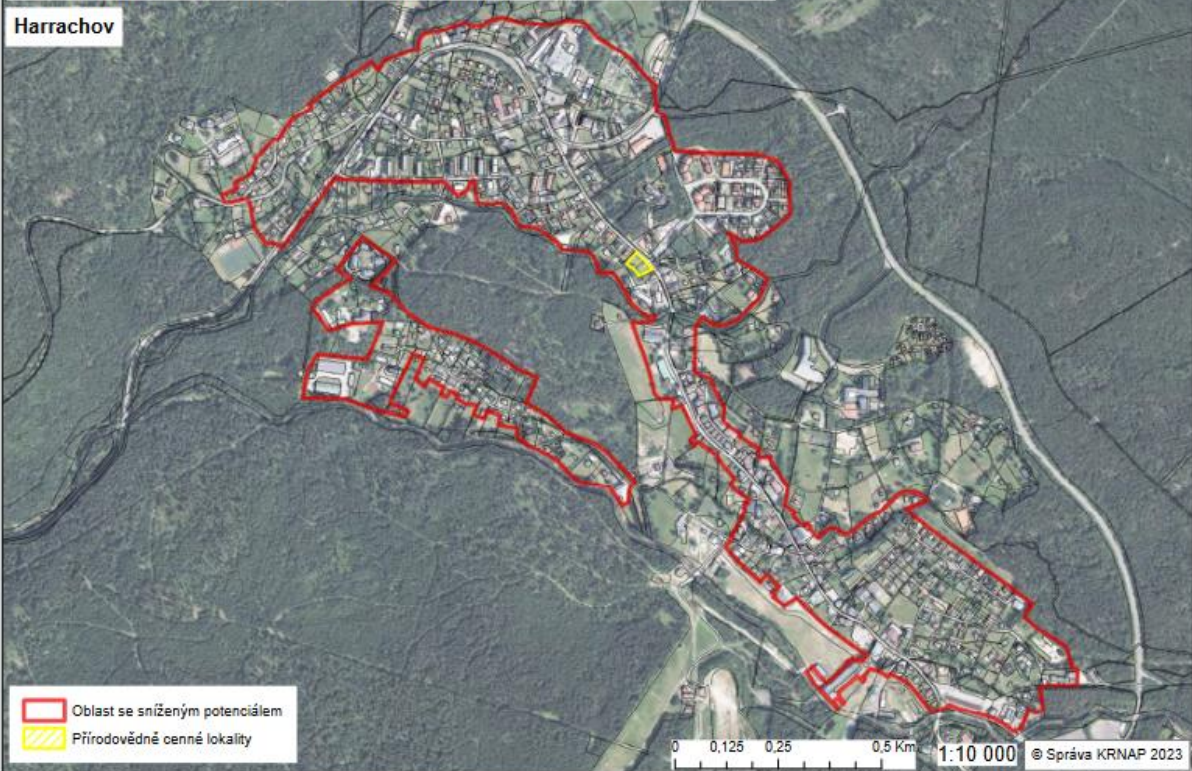 Harrachov
Oblast se sníženým potenciálem
Přírodovědně cenné lokality
0 0,125 0,25 0,5 Km
1:10 000
© Správa KRNAP 2023